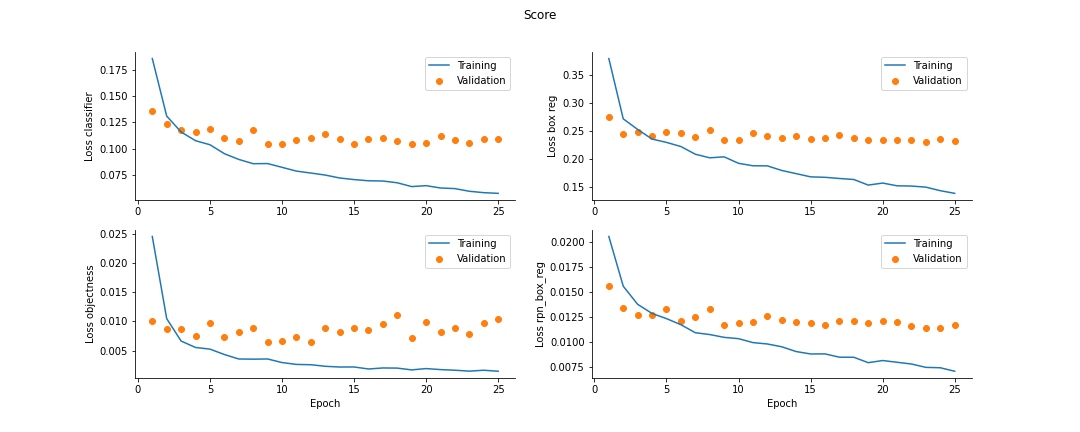 Score
Loss classifier
0.175
0.150
0.125
0.100
0.075
0 5 10 15 20 25
Training
Validation
Loss box reg
0.35
0.30
0.25
0.20
0.15
0 5 10 15 20 25
Training
Validation
Loss objectness
0.025
0.020
0.015
0.010
0.005
0 5 10 15 20 25
Epoch
Training
Validation
Loss rpn_box_reg
0.0200
0.0175
0.0150
0.0125
0.0100
0.0075
0 5 10 15 20 25
Epoch
Training
Validation